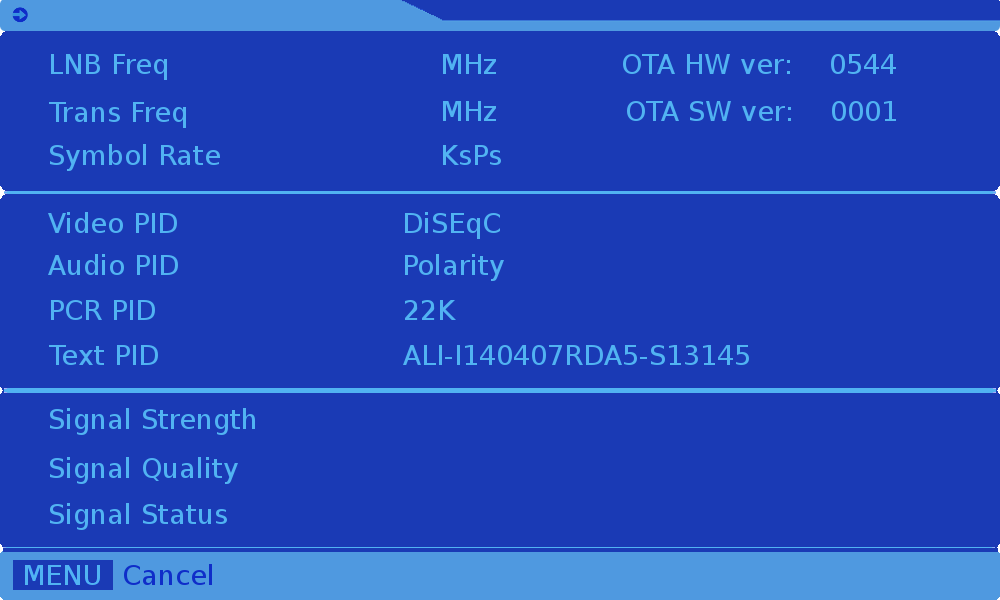 LNB Freq MHz OTA HW ver: 0544
Trans Freq MHz OTA SW ver: 0001
Symbol Rate KsPs
Video PID DiSEqC
Audio PID Polarity
PCR PID 22K
Text PID ALI-I140407RDA5-S13145
Signal Strength
Signal Quality
Signal Status
MENU Cancel